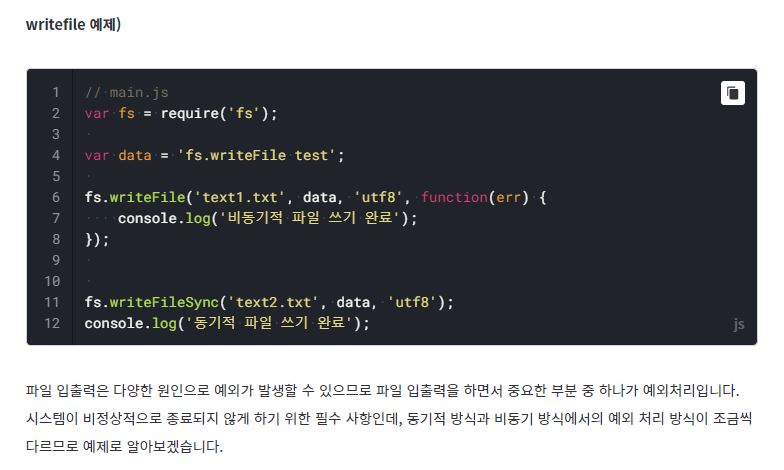 writefile 예제)
1 // main.js
2 var fs = require('fs');
3
4 var data = 'fs.writeFile test';
5
6 fs.writeFile('text1.txt', data, 'utf8', function(err) {
7     console.log('비동기적 파일 쓰기 완료');
8 });
9
10
11 fs.writeFileSync('text2.txt', data, 'utf8');
12 console.log('동기적 파일 쓰기 완료');
js
파일 입출력은 다양한 원인으로 예외가 발생할 수 있으므로 파일 입출력을 하면서 중요한 부분 중 하나가 예외처리입니다.
시스템이 비정상적으로 종료되지 않게 하기 위한 필수 사항인데, 동기적 방식과 비동기 방식에서의 예외 처리 방식이 조금씩
다르므로 예제로 알아보겠습니다.